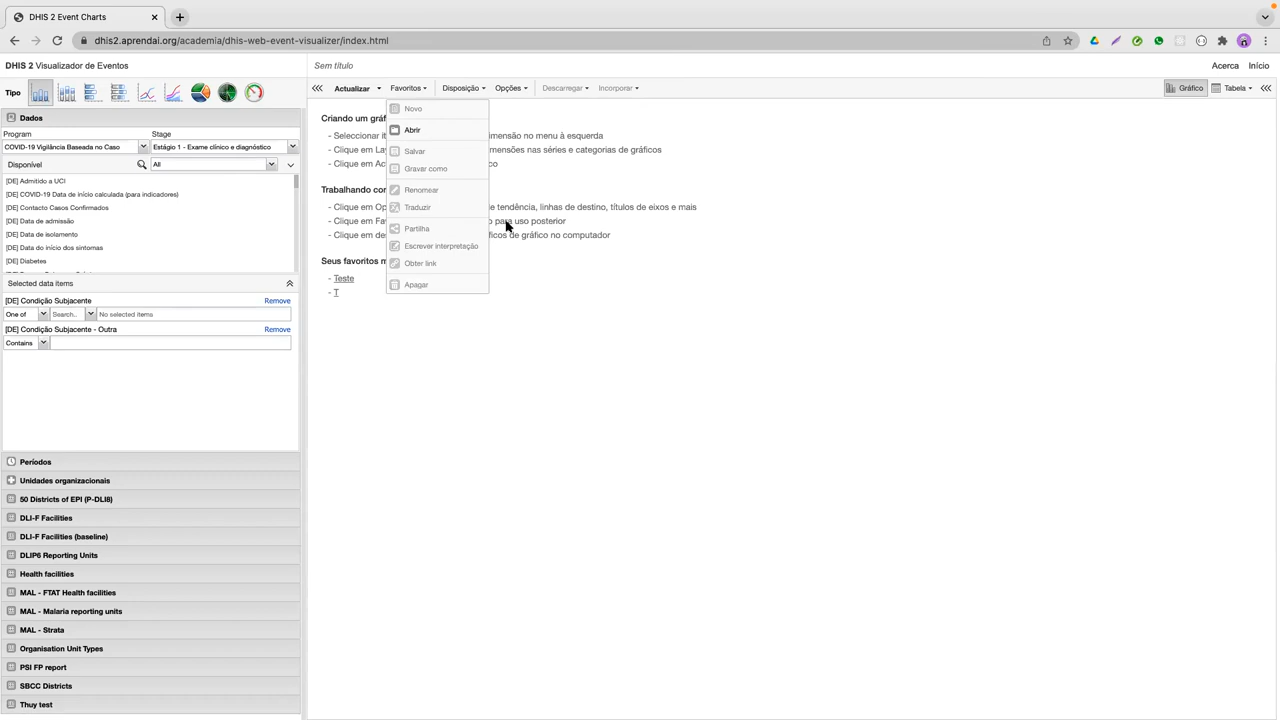 DHIS 2 Event Charts
dhis2.aprendai.org/academia/dhis-web-event-visualizer/index.html
DHIS 2 Visualizador de Eventos
Sem título
Acerca
Início
Tipo
Actualizar
Favoritos
Disposição
Opções
Descarregar
Incorporar
Gráfico
Tabela
Dados
Program
Stage
COVID-19 Vigilância Baseada no Caso
Estágio 1 - Exame clínico e diagnóstico
Disponível
All
[DE] Admitido a UCI
[DE] COVID-19 Data de início calculada (para indicadores)
[DE] Contacto Casos Confirmados
[DE] Data de admissão
[DE] Data de isolamento
[DE] Data do início dos sintomas
[DE] Diabetes
Selected data items
[DE] Condição Subjacente
Remove
One of
Search..
No selected items
[DE] Condição Subjacente - Outra
Remove
Contains
Períodos
Unidades organizacionais
50 Districts of EPI (P-DLI8)
DLI-F Facilities
DLI-F Facilities (baseline)
DLIP6 Reporting Units
Health facilities
MAL - FTAT Health facilities
MAL - Malaria reporting units
MAL - Strata
Organisation Unit Types
PSI FP report
SBCC Districts
Thuy test
Novo
Abrir
Salvar
Gravar como
Renomear
Traduzir
Partilha
Escrever interpretação
Obter link
Apagar
Criando um gráf
- Seleccionar it
imensão no menu à esquerda
- Clique em La
mensões nas séries e categorias de gráficos
- Clique em Ac
co
Trabalhando con
- Clique em Op
e tendência, linhas de destino, títulos de eixos e mais
- Clique em Fa
o para uso posterior
- Clique em de
ficos de gráfico no computador
Seus favoritos m
- Teste
- T